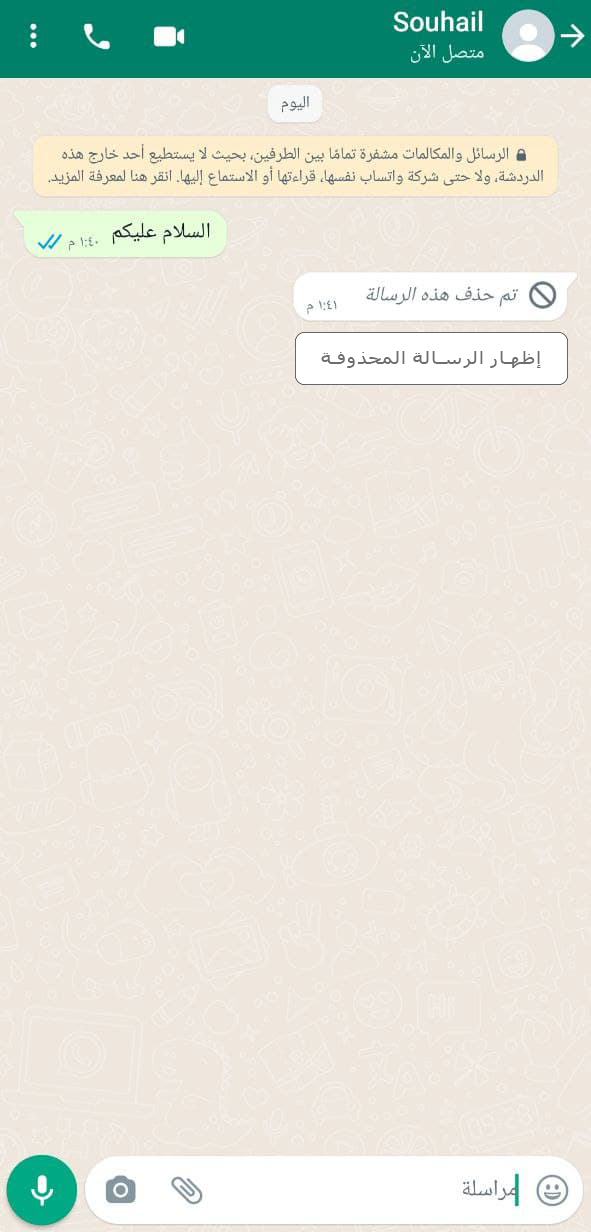 Souhail
متصل الآن
اليوم
الرسائل والمكالمات مشفرة تمامًا بين الطرفين، بحيث لا يستطيع أحد خارج هذه
الدردشة، ولا حتى شركة واتساب نفسها، قراءتها أو الاستماع إليها. انقر هنا لمعرفة المزيد.
السلام عليكم ١:٤٠ م
تم حذف هذه الرسالة ١:٤١ م
إظهار الرسالة المحذوفة
مراسلة